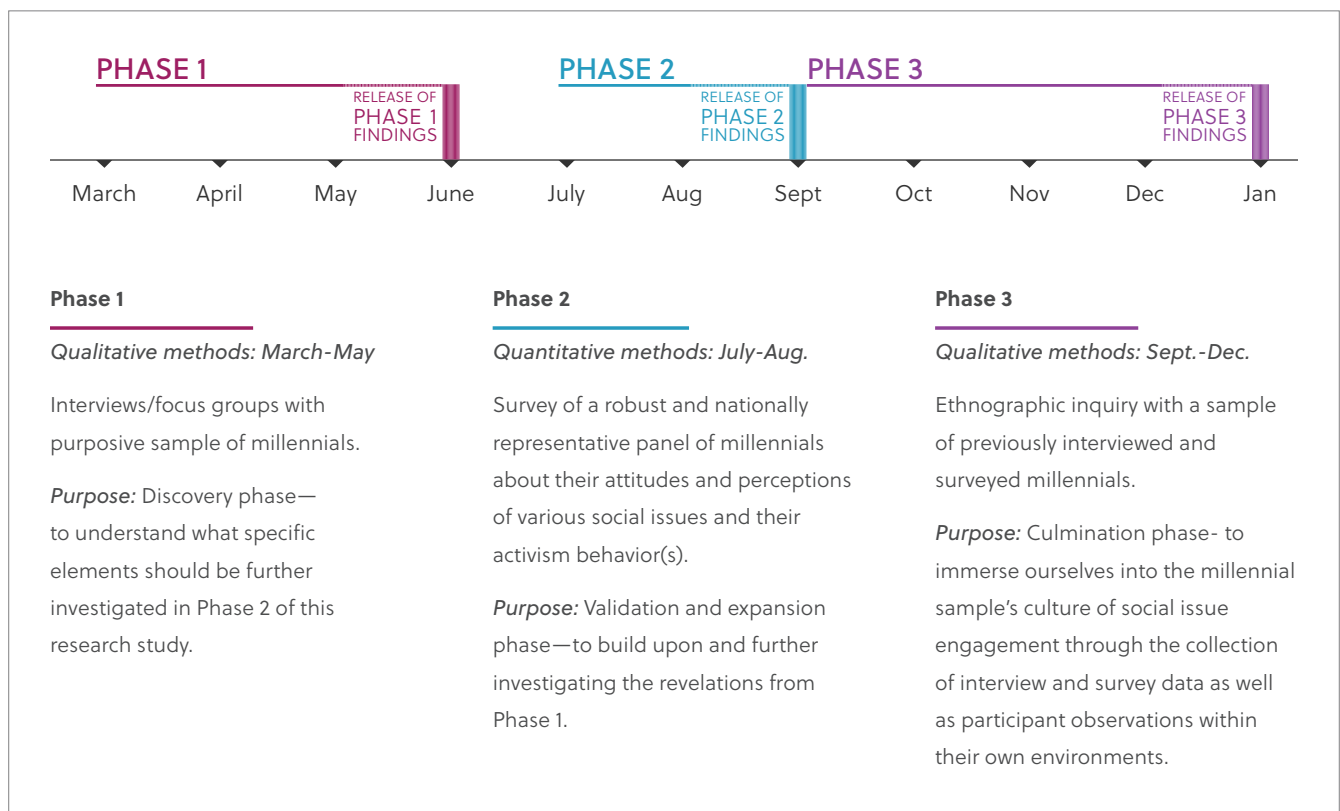 PHASE 1
PHASE 2
PHASE 3
RELEASE OF
PHASE 1
FINDINGS
RELEASE OF
PHASE 2
FINDINGS
RELEASE OF
PHASE 3
FINDINGS
March
April
May
June
July
Aug
Sept
Oct
Nov
Dec
Jan
Phase 1
Qualitative methods: March-May
Interviews/focus groups with
purposive sample of millennials.
Purpose: Discovery phase—
to understand what specific
elements should be further
investigated in Phase 2 of this
research study.
Phase 2
Quantitative methods: July-Aug.
Survey of a robust and nationally
representative panel of millennials
about their attitudes and perceptions
of various social issues and their
activism behavior(s).
Purpose: Validation and expansion
phase—to build upon and further
investigating the revelations from
Phase 1.
Phase 3
Qualitative methods: Sept.-Dec.
Ethnographic inquiry with a sample
of previously interviewed and
surveyed millennials.
Purpose: Culmination phase- to
immerse ourselves into the millennial
sample’s culture of social issue
engagement through the collection
of interview and survey data as well
as participant observations within
their own environments.